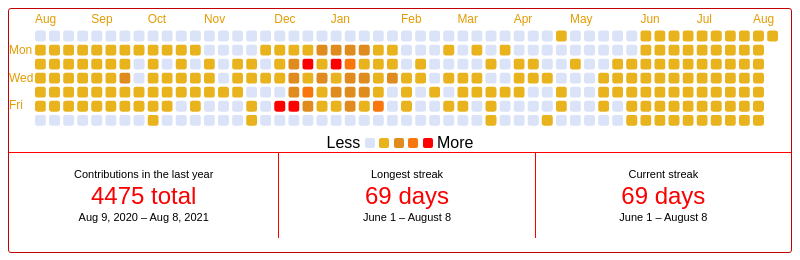 Aug Sep Oct Nov Dec Jan Feb Mar Apr May Jun Jul Aug
Mon
Wed
Fri
Less More
Contributions in the last year
4475 total
Aug 9, 2020 – Aug 8, 2021
Longest streak
69 days
June 1 – August 8
Current streak
69 days
June 1 – August 8